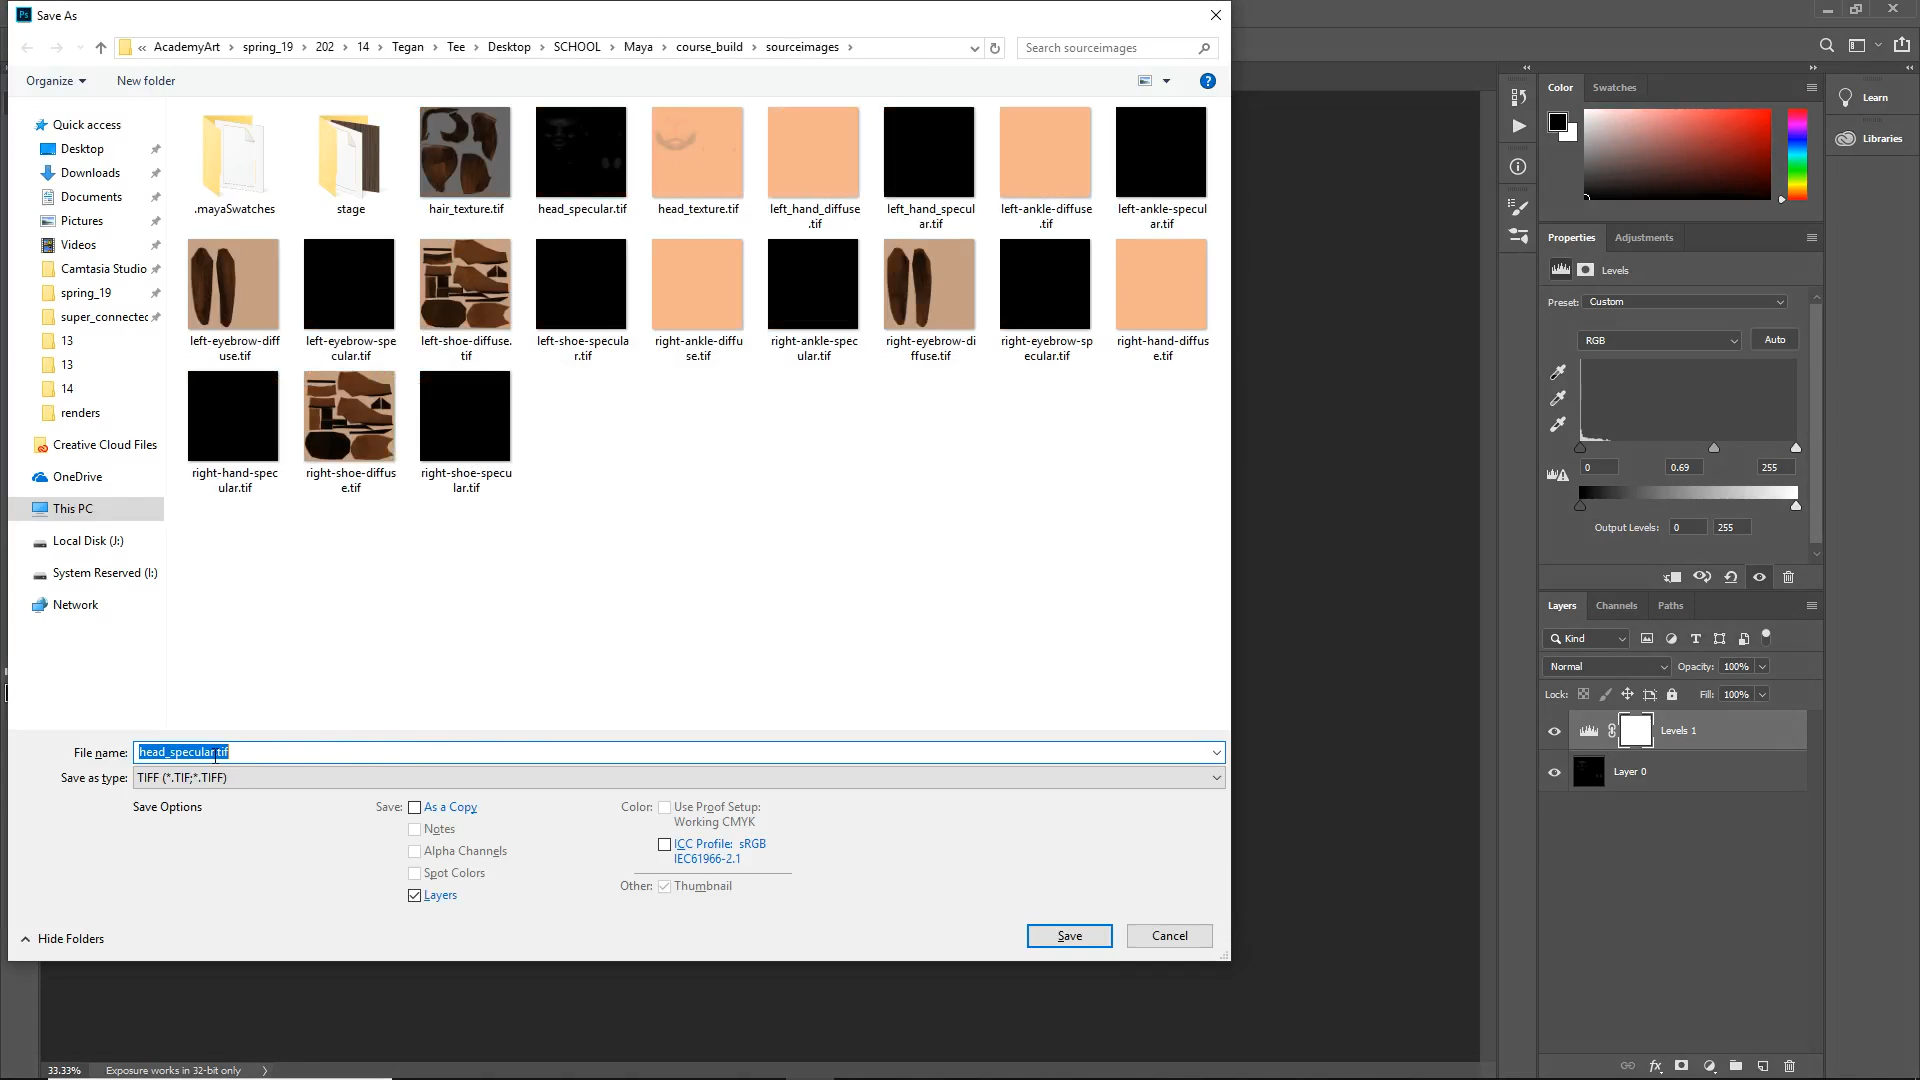 Save As
« AcademyArt › spring_19 › 202 › 14 › Tegan › Tee › Desktop › SCHOOL › Maya › course_build › sourceimages ›
Search sourceimages
Organize
New folder
Quick access
Desktop
Downloads
Documents
Pictures
Videos
Camtasia Studio
spring_19
super_connected
13
13
14
renders
Creative Cloud Files
OneDrive
This PC
Local Disk (J:)
System Reserved (I:)
Network
.mayaSwatches
stage
hair_texture.tif
head_specular.tif
head_texture.tif
left_hand_diffuse
.tif
left_hand_specul
ar.tif
left-ankle-diffuse
.tif
left-ankle-specul
ar.tif
left-eyebrow-diff
use.tif
left-eyebrow-spe
cular.tif
left-shoe-diffuse.
tif
left-shoe-specula
r.tif
right-ankle-diffu
se.tif
right-ankle-spec
ular.tif
right-eyebrow-di
ffuse.tif
right-eyebrow-sp
ecular.tif
right-hand-diffus
e.tif
right-hand-spec
ular.tif
right-shoe-diffus
e.tif
right-shoe-specu
lar.tif
File name: head_specular.tif
Save as type: TIFF (*.TIF;*.TIFF)
Save Options
Save: As a Copy
Notes
Alpha Channels
Spot Colors
Layers
Color: Use Proof Setup:
Working CMYK
ICC Profile: sRGB
IEC61966-2.1
Other: Thumbnail
Hide Folders
Save
Cancel
33.33%
Exposure works in 32-bit only
Color
Swatches
Learn
Libraries
Properties
Adjustments
Levels
Preset: Custom
RGB
Auto
0
0.69
255
Output Levels: 0 255
Layers
Channels
Paths
Kind
Normal
Opacity: 100%
Lock:
Fill: 100%
Levels 1
Layer 0